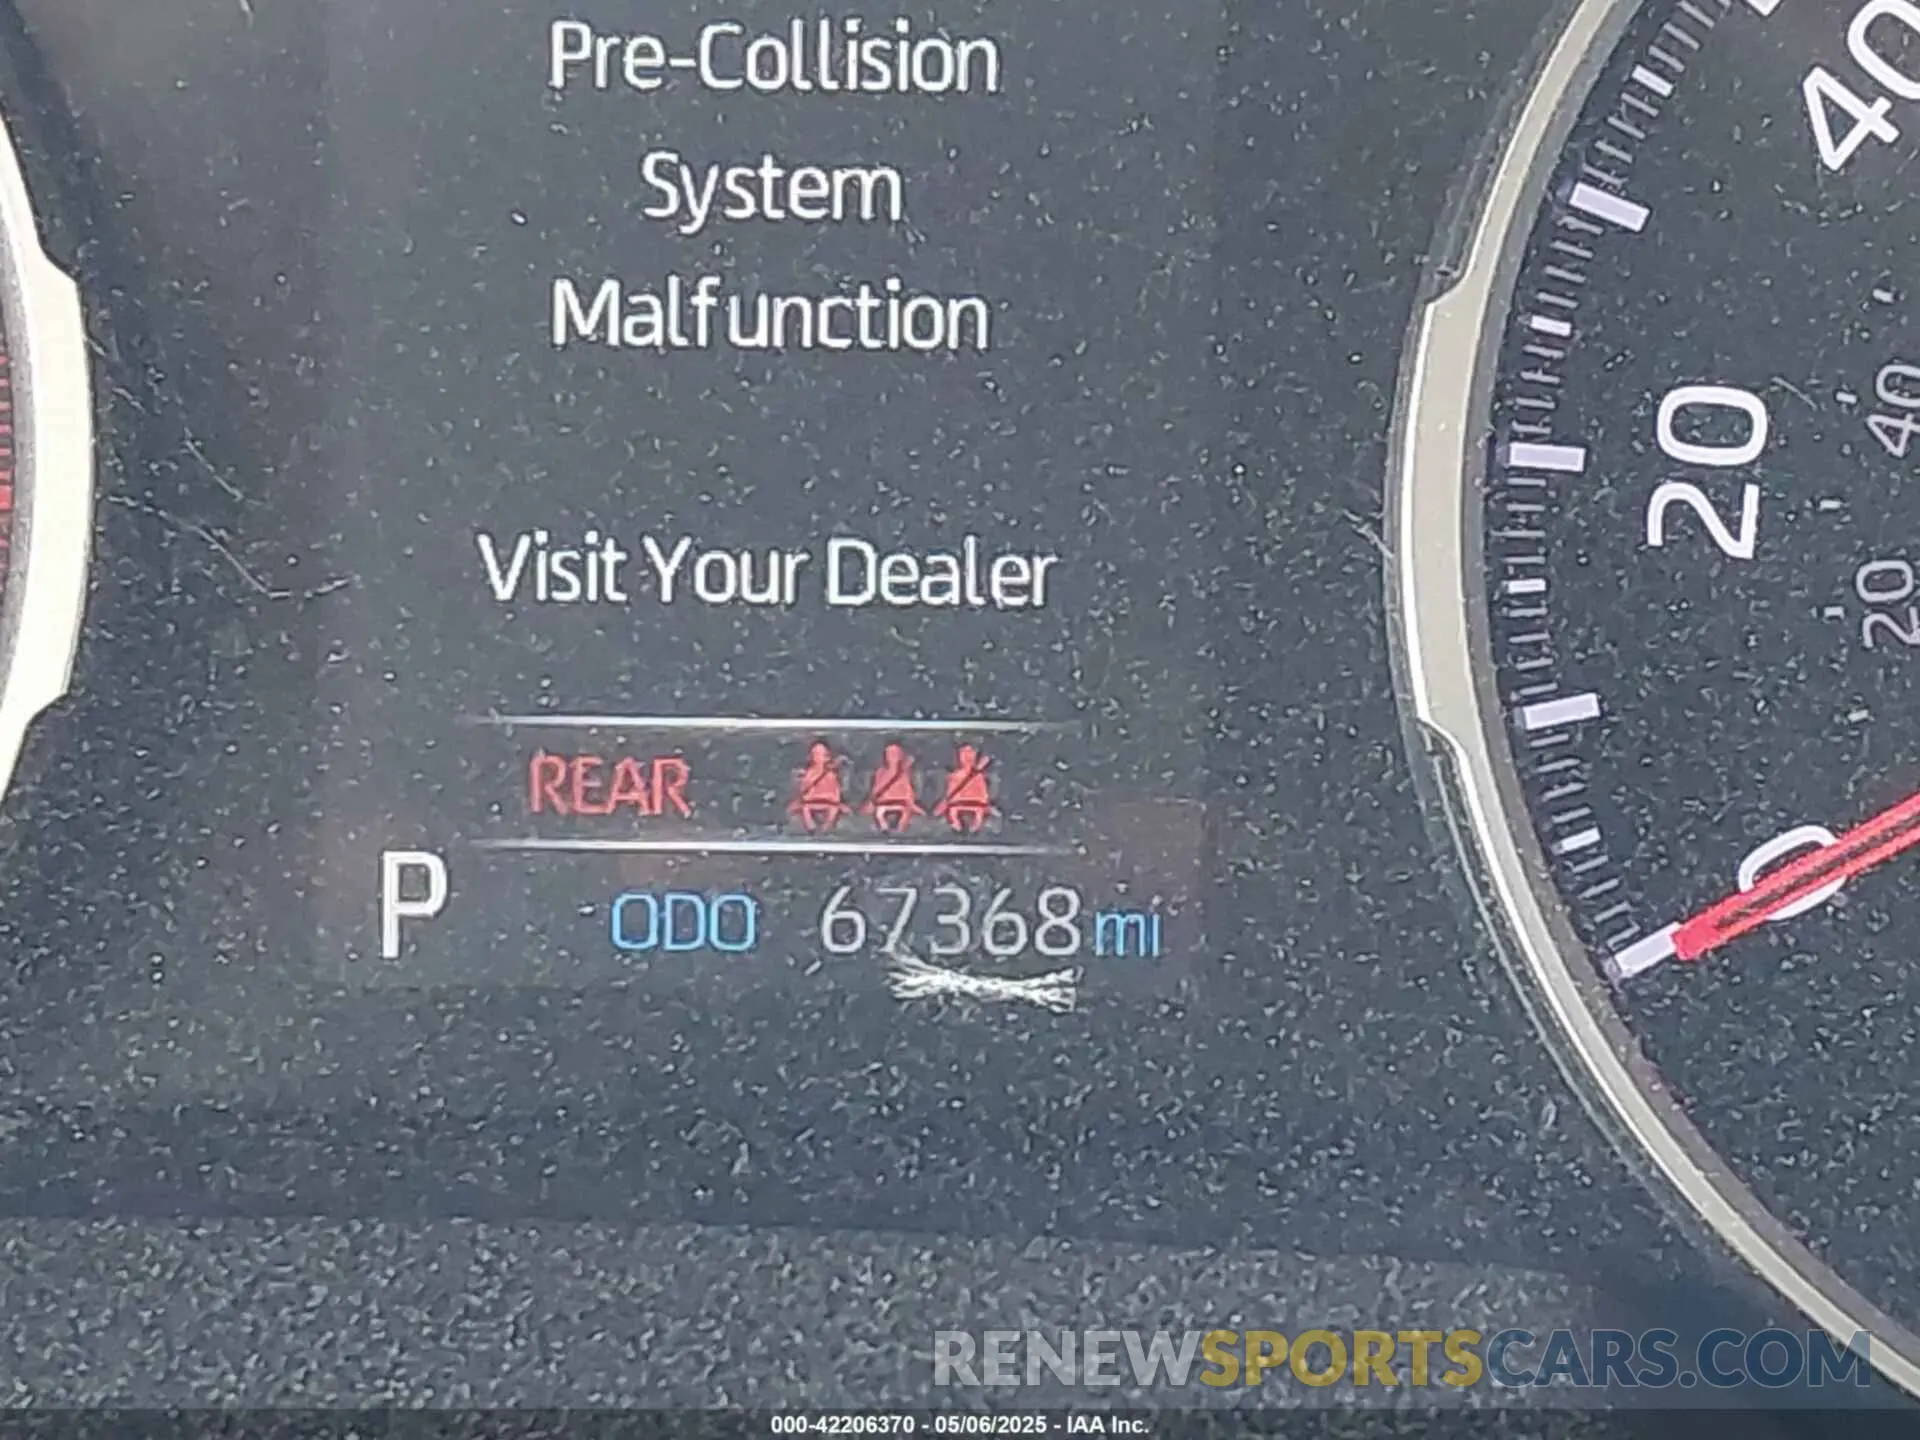 Pre-Collision
System
Malfunction
Visit Your Dealer
REAR
P ODO 67368 mi
40
20
0
40
20
RENEWSPORTSCARS.COM
000-42206370 - 05/06/2025 - IAA Inc.